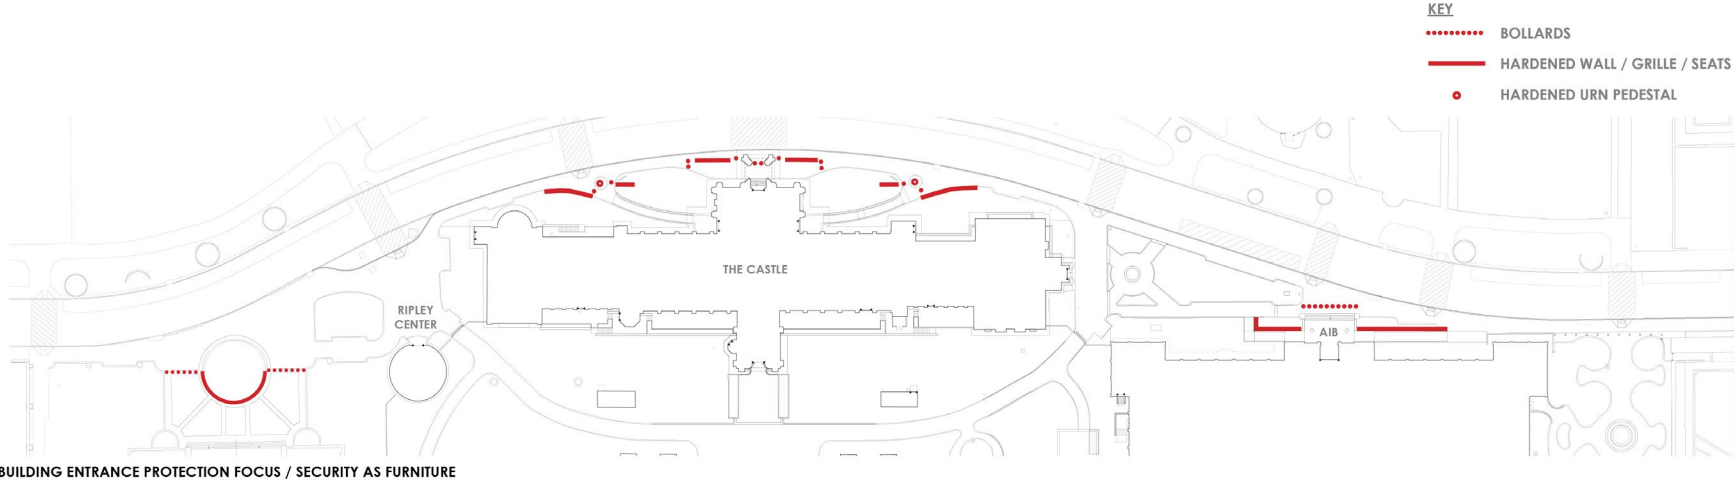 KEY
BOLLARDS
HARDENED WALL / GRILLE / SEATS
HARDENED URN PEDESTAL
THE CASTLE
RIPLEY
CENTER
AIB
BUILDING ENTRANCE PROTECTION FOCUS / SECURITY AS FURNITURE